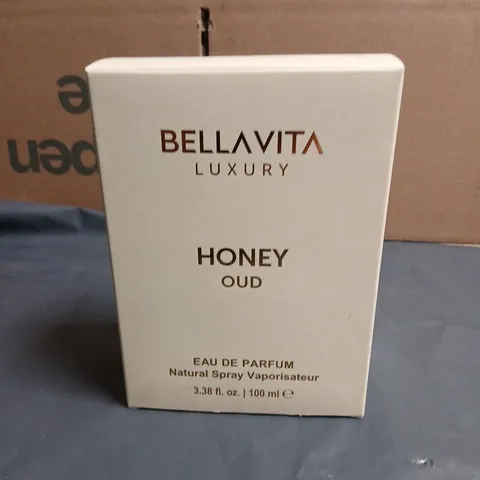 BELLAVITA
LUXURY
HONEY
OUD
EAU DE PARFUM
Natural Spray Vaporisateur
3.38 fl. oz. | 100 ml ℮